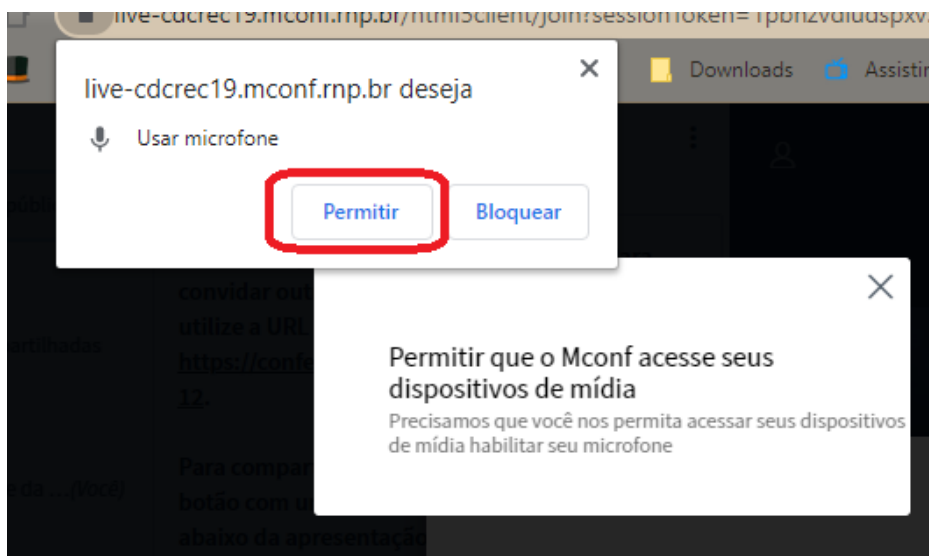 live-cdcrec19.mconf.rnp.br/html5client/join?sessionToken=
Downloads
live-cdcrec19.mconf.rnp.br deseja
Usar microfone
Permitir
Bloquear
convidar
utilize a URL
https://confe
12.
Para compar
botão com u
abaixo da apresentação
artilhadas
e da ...(Você)
Permitir que o Mconf acesse seus
dispositivos de mídia
Precisamos que você nos permita acessar seus dispositivos
de mídia habilitar seu microfone